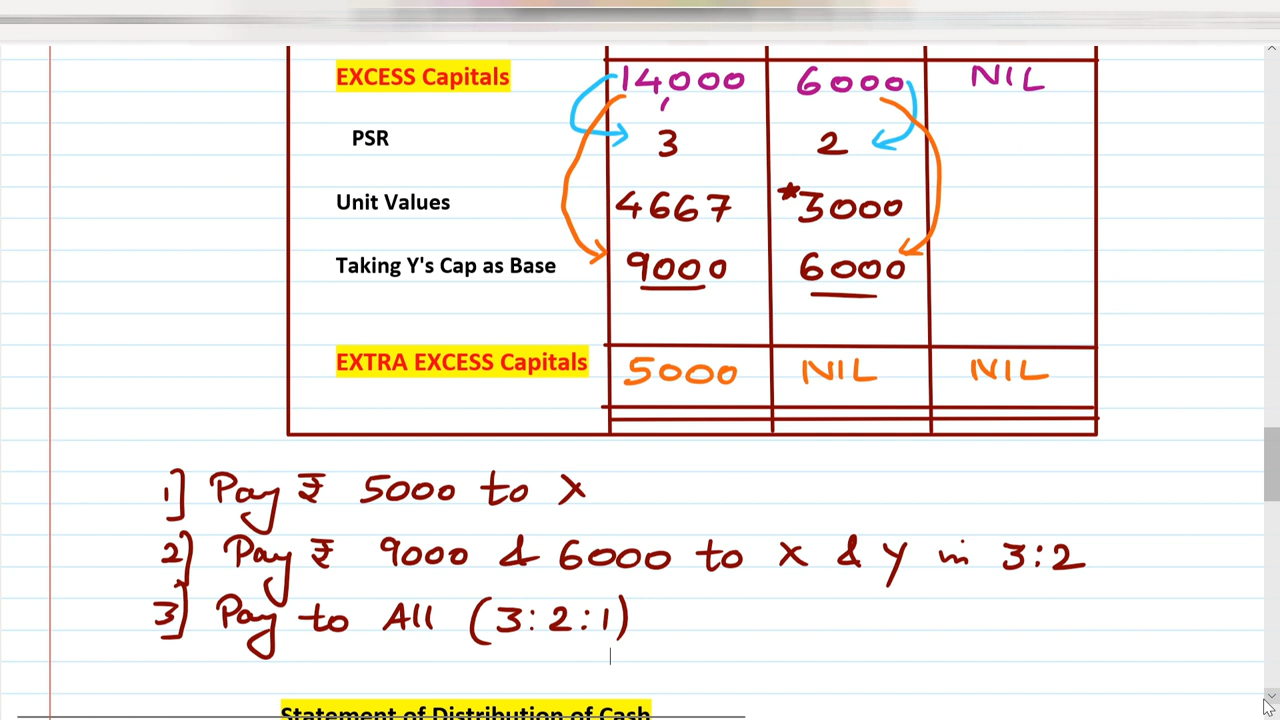 EXCESS Capitals 14,000 6000 NIL
PSR 3 2
Unit Values 4667 *3000
Taking Y's Cap as Base 9000 6000
EXTRA EXCESS Capitals 5000 NIL NIL
1] Pay ₹ 5000 to X
2] Pay ₹ 9000 & 6000 to X & Y in 3:2
3] Pay to All (3:2:1)
Statement of Distribution of Cash